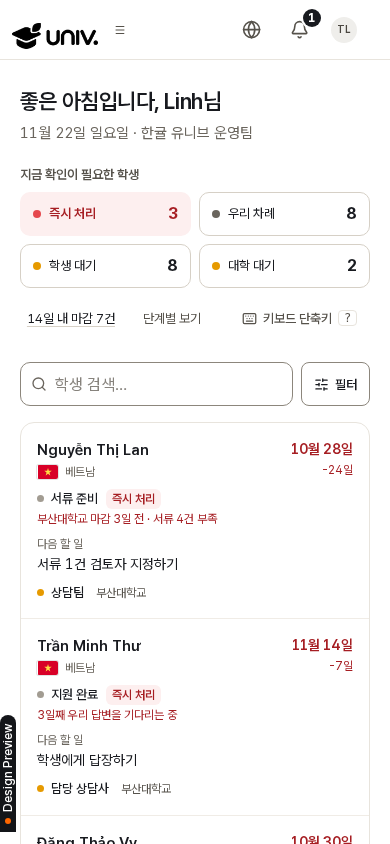 UNIV.
1
TL
좋은 아침입니다, Linh님
11월 22일 일요일 · 한귤 유니브 운영팀
지금 확인이 필요한 학생
즉시 처리 3
우리 차례 8
학생 대기 8
대학 대기 2
14일 내 마감 7건
단계별 보기
키보드 단축키 ?
학생 검색...
필터
Nguyễn Thị Lan
10월 28일
베트남
-24일
서류 준비 즉시 처리
부산대학교 마감 3일 전 · 서류 4건 부족
다음 할 일
서류 1건 검토자 지정하기
상담팀 부산대학교
Trần Minh Thư
11월 14일
베트남
-7일
지원 완료 즉시 처리
3일째 우리 답변을 기다리는 중
다음 할 일
학생에게 답장하기
담당 상담사 부산대학교
Đặng Thảo Vy
10월 30일
Design Preview